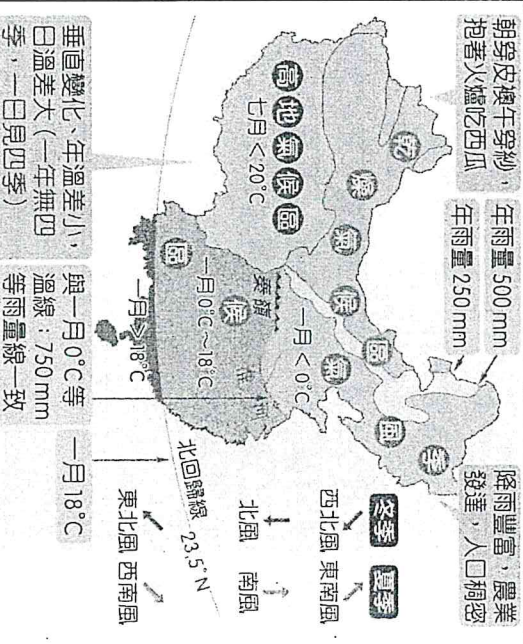 朝穿皮襖午穿紗，
抱著火爐吃西瓜
年雨量 500 mm
年雨量 250 mm
降雨豐富，農業
發達，人口稠密
乾燥氣候區
高地氣候區
七月＜20°C
季風氣候區
秦嶺
淮河
一月＜0°C
一月0°C～18°C
一月＞18°C
垂直變化、年溫差小，
日溫差大（一年無四
季，一日見四季）
與一月0°C等
溫線：750 mm
等雨量線一致
一月18°C
北回歸線 23.5°N
冬季 夏季
西北風 東南風
北風 南風
東北風 西南風